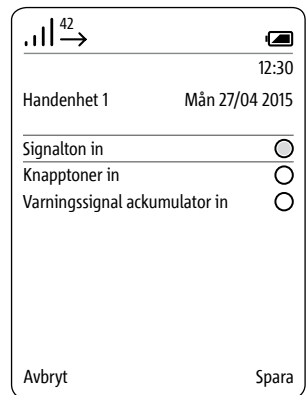 42
12:30
Handenhet 1 Mån 27/04 2015
Signalton in
Knapptoner in
Varningssignal ackumulator in
Avbryt Spara